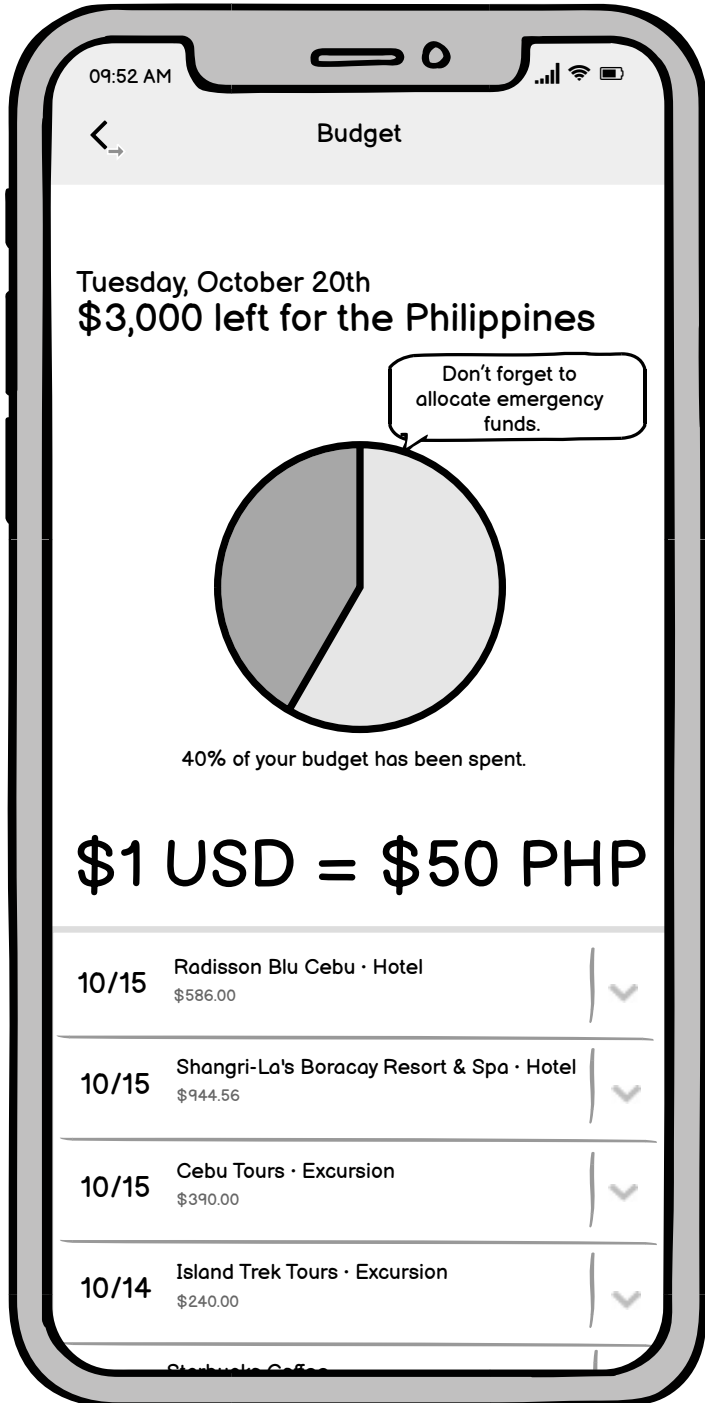 09:52 AM
Budget
Tuesday, October 20th
$3,000 left for the Philippines
Don't forget to
allocate emergency
funds.
40% of your budget has been spent.
$1 USD = $50 PHP
10/15
Radisson Blu Cebu · Hotel
$586.00
10/15
Shangri-La's Boracay Resort & Spa · Hotel
$944.56
10/15
Cebu Tours · Excursion
$390.00
10/14
Island Trek Tours · Excursion
$240.00
Starbucks Coffee